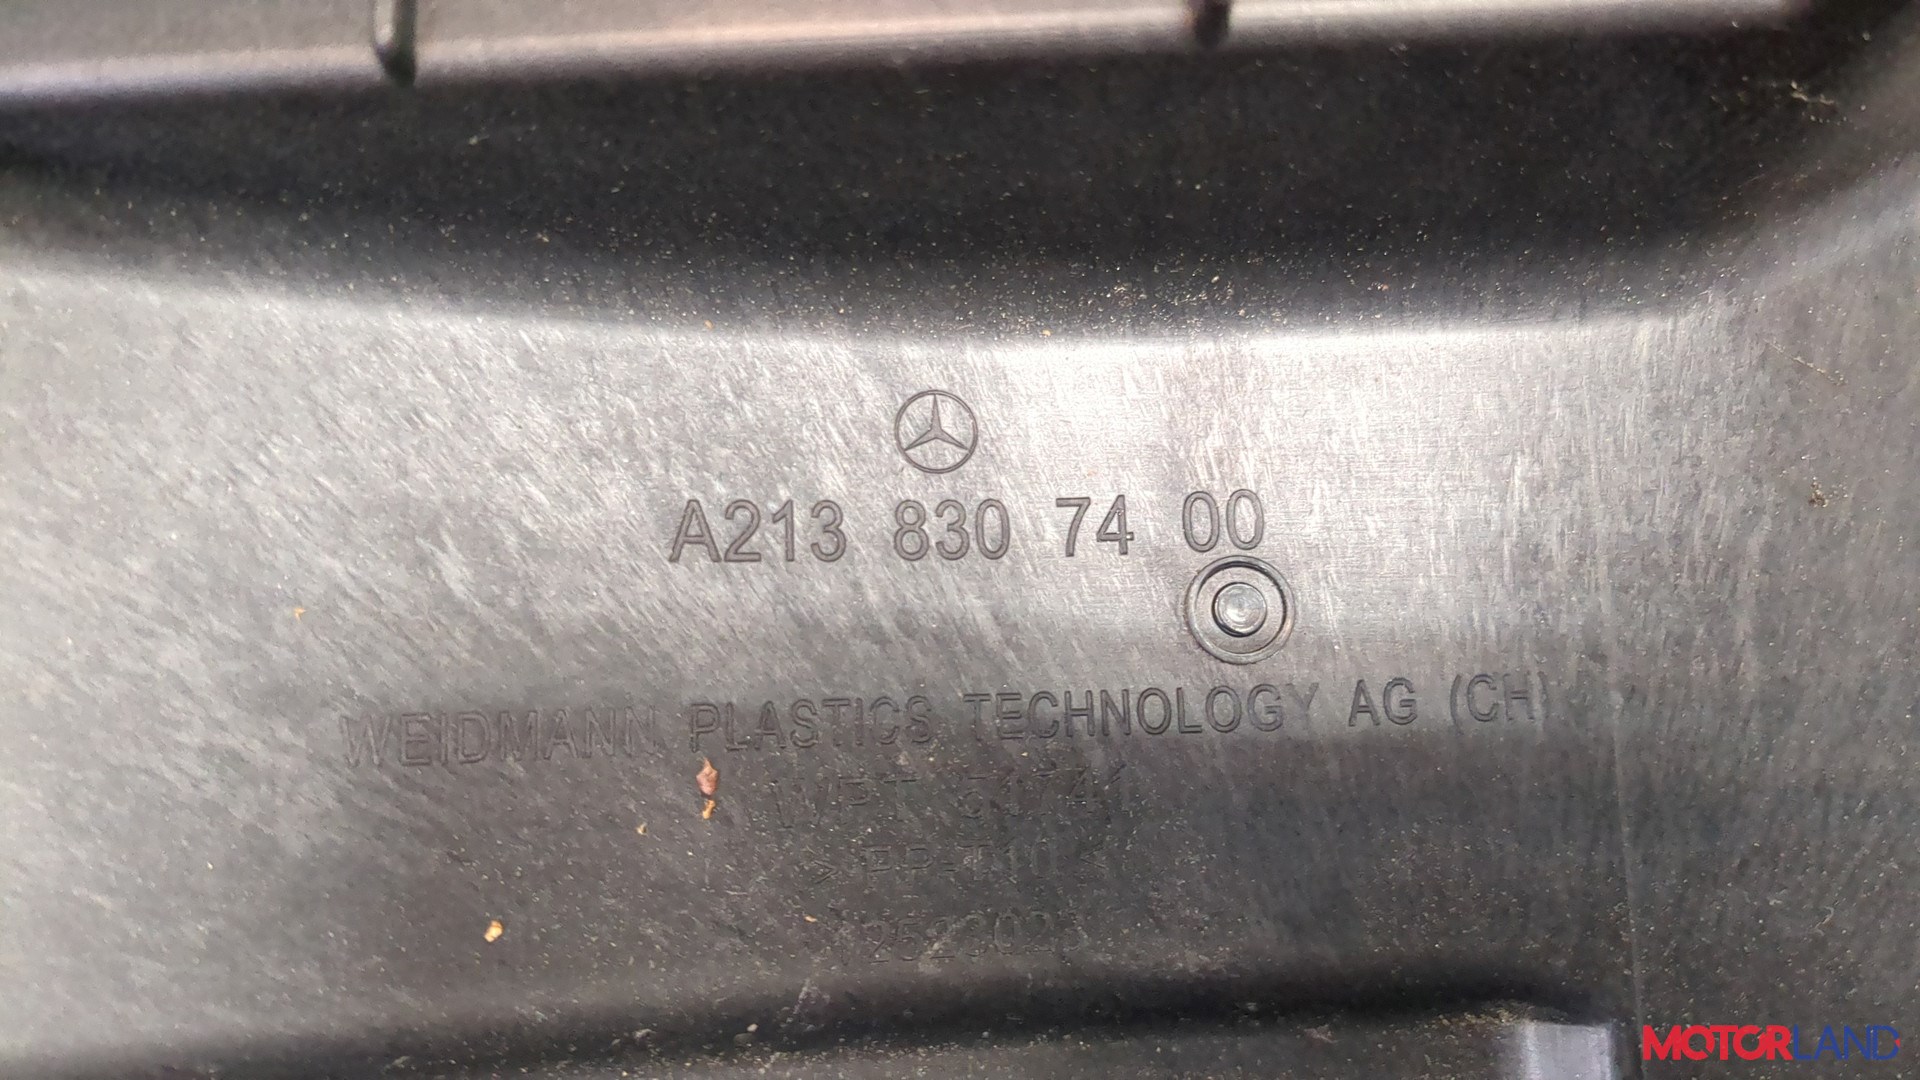 A213 830 74 00
WEIDMANN PLASTICS TECHNOLOGY AG (CH)
> PP-T10 <
MOTORLAND